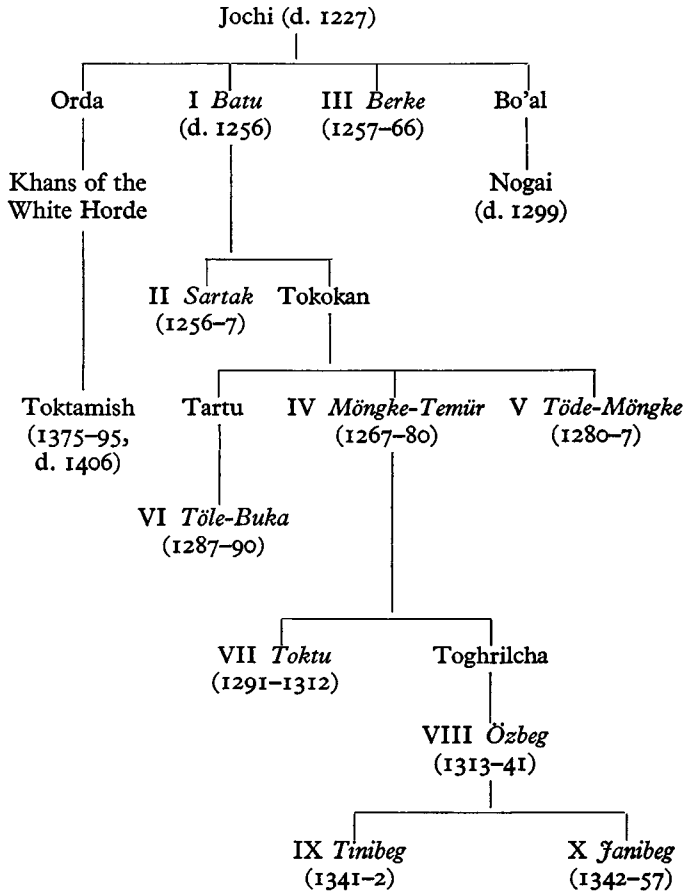 Jochi (d. 1227)
Orda
I Batu
(d. 1256)
III Berke
(1257–66)
Bo'al
Khans of the
White Horde
Nogai
(d. 1299)
II Sartak
(1256–7)
Tokokan
Toktamish
(1375–95,
d. 1406)
Tartu
IV Möngke-Temür
(1267–80)
V Töde-Möngke
(1280–7)
VI Töle-Buka
(1287–90)
VII Toktu
(1291–1312)
Toghrilcha
VIII Özbeg
(1313–41)
IX Tinibeg
(1341–2)
X Janibeg
(1342–57)